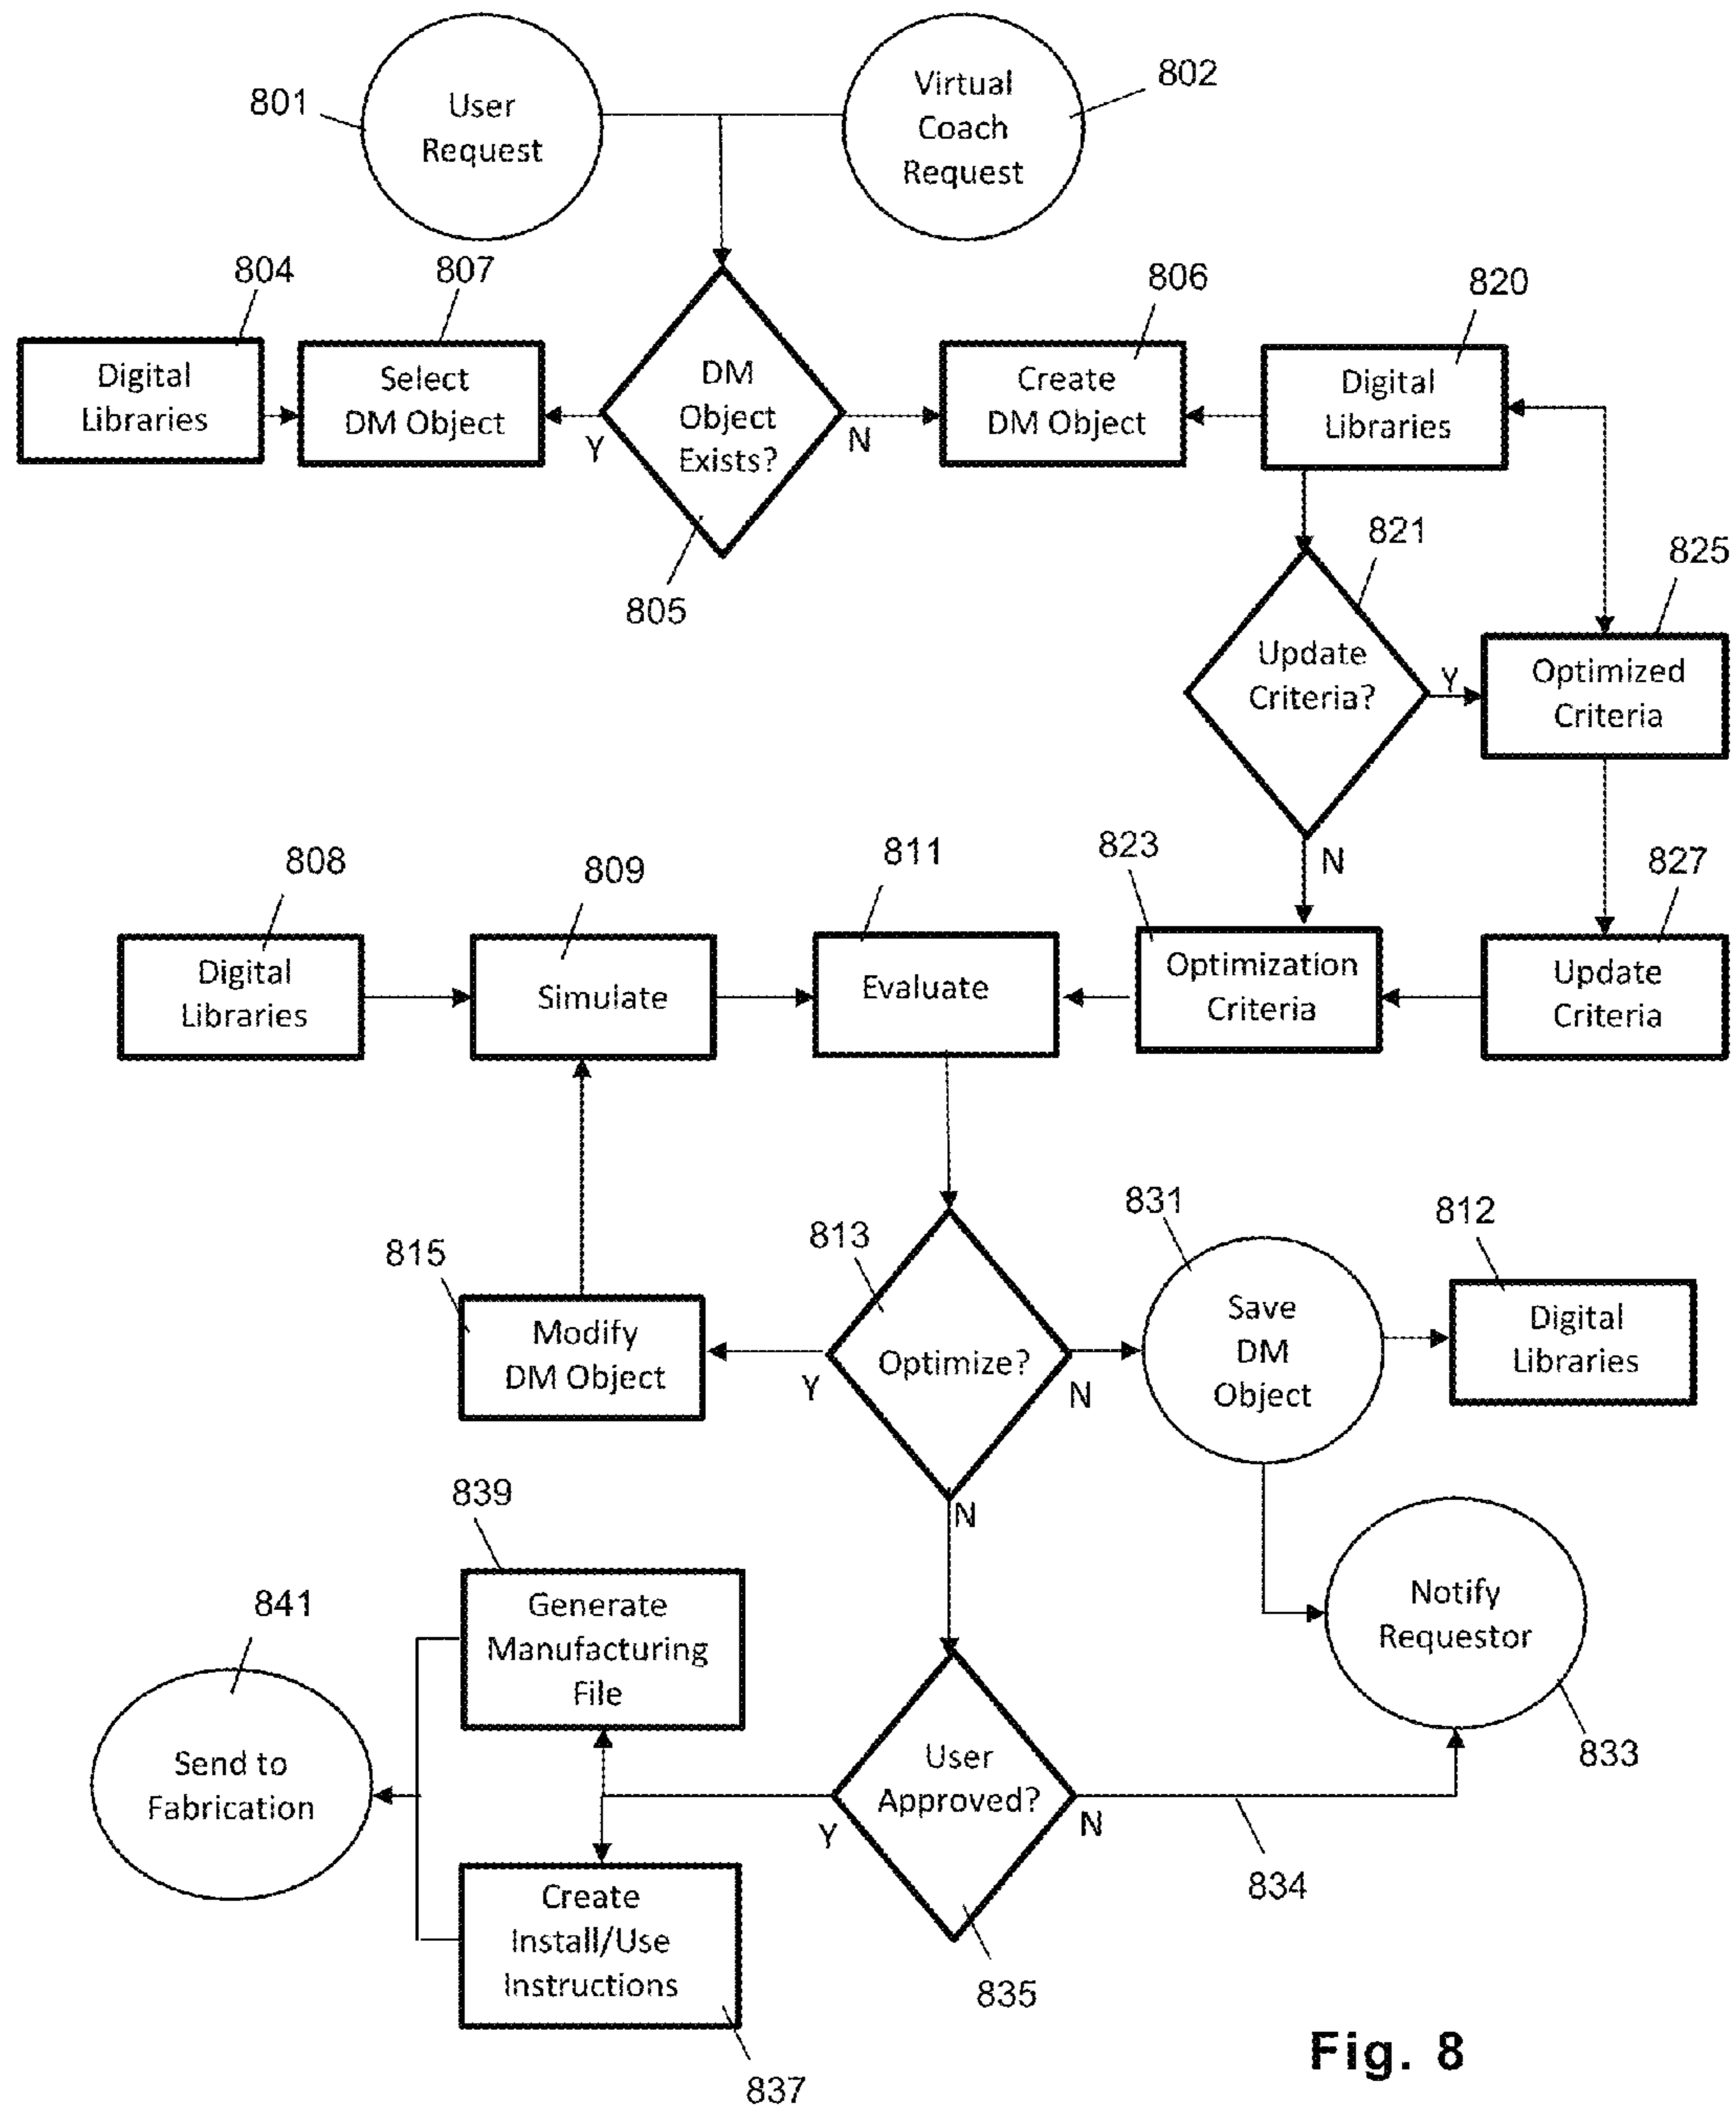 801
User
Request
Virtual
Coach
Request
802
804
807
806
820
Digital
Libraries
Select
DM Object
DM
Object
Exists?
Y
N
Create
DM Object
Digital
Libraries
805
821
825
Update
Criteria?
Y
Optimized
Criteria
N
808
809
811
823
827
Digital
Libraries
Simulate
Evaluate
Optimization
Criteria
Update
Criteria
815
813
831
812
Modify
DM Object
Optimize?
Y
N
N
Save
DM
Object
Digital
Libraries
839
Generate
Manufacturing
File
Notify
Requestor
833
841
Send to
Fabrication
User
Approved?
Y
N
834
835
Create
Install/Use
Instructions
837
Fig. 8